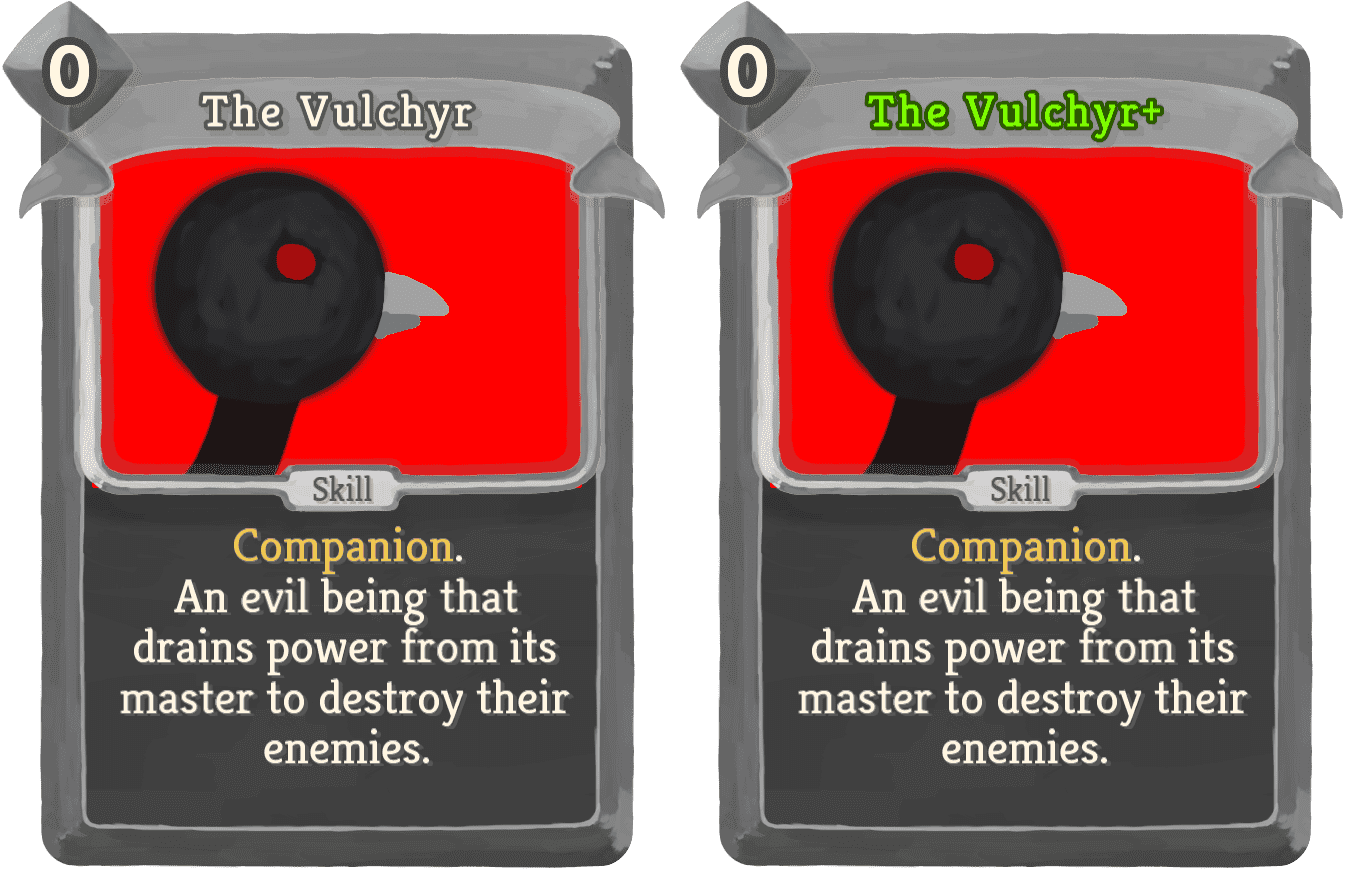 0
The Vulchyr
Skill
Companion.
An evil being that
drains power from its
master to destroy their
enemies.
0
The Vulchyr+
Skill
Companion.
An evil being that
drains power from its
master to destroy their
enemies.